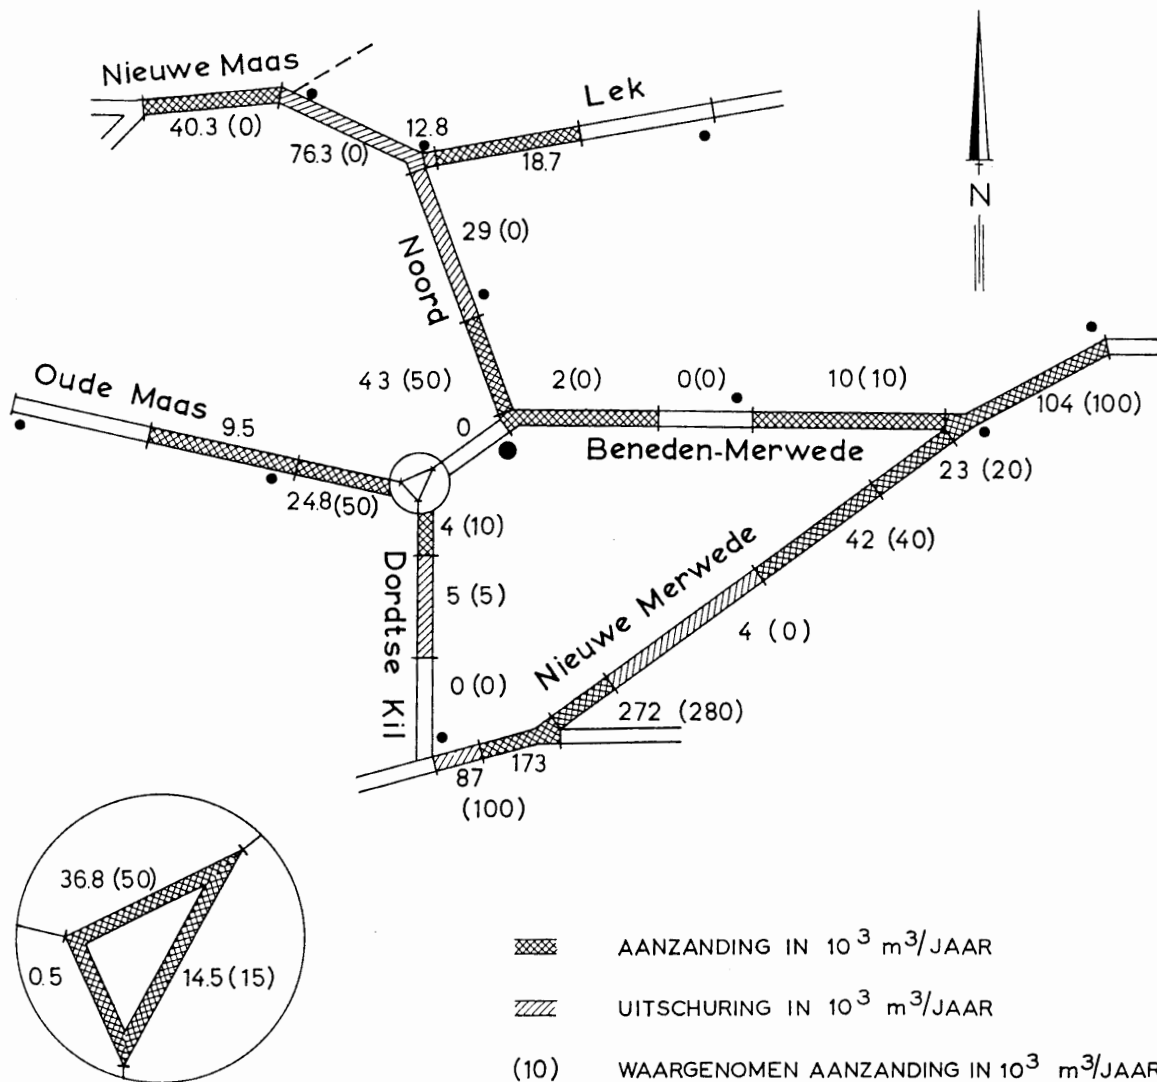 Nieuwe Maas
40.3 (0)
76.3 (0)
12.8
Lek
18.7
N
29 (0)
Noord
43 (50)
2(0)
0(0)
10(10)
104 (100)
Oude Maas
9.5
0
Beneden-Merwede
23 (20)
24.8(50)
4 (10)
42 (40)
Dordtse Kil
5 (5)
Nieuwe Merwede
4 (0)
0 (0)
272 (280)
87
173
(100)
36.8 (50)
0.5
14.5 (15)
AANZANDING IN 10³ m³/JAAR
UITSCHURING IN 10³ m³/JAAR
(10) WAARGENOMEN AANZANDING IN 10³ m³/JAAR